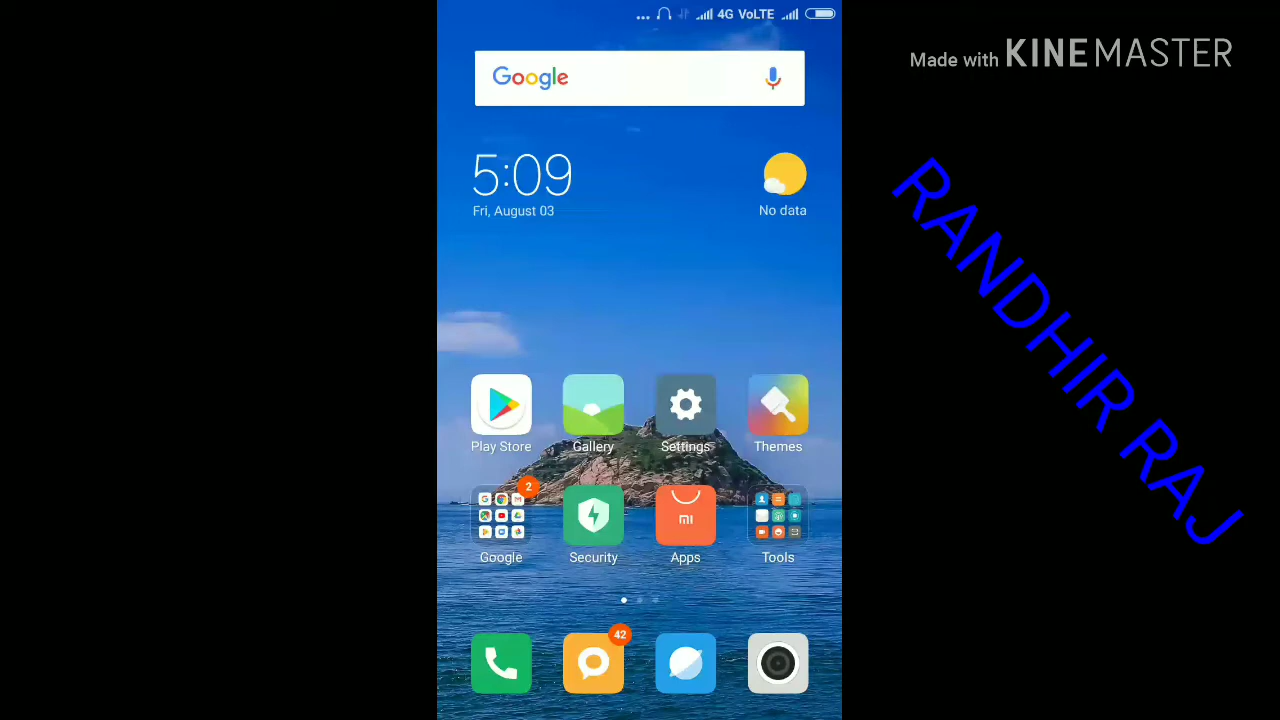 4G VoLTE
Made with KINEMASTER
Google
5:09
Fri, August 03
No data
RANDHIR RAJ
Play Store
Gallery
Settings
Themes
2
Google
Security
mi
Apps
Tools
42